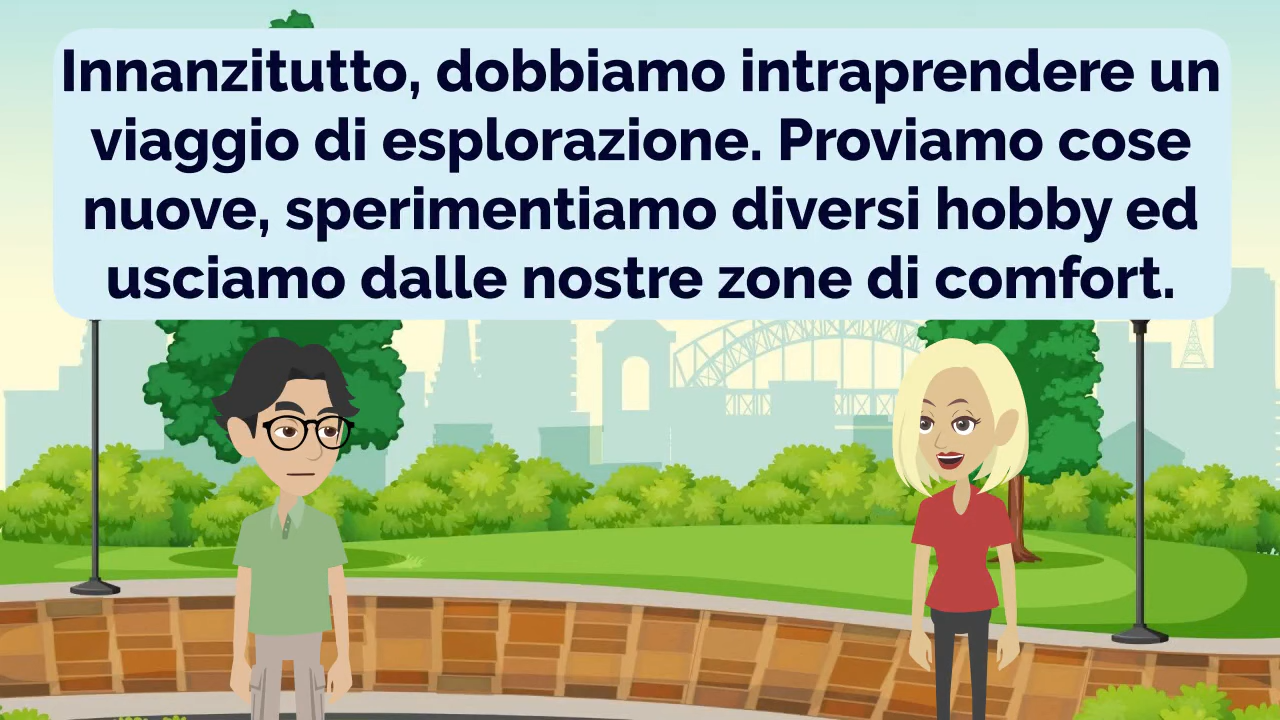 Innanzitutto, dobbiamo intraprendere un
viaggio di esplorazione. Proviamo cose
nuove, sperimentiamo diversi hobby ed
usciamo dalle nostre zone di comfort.